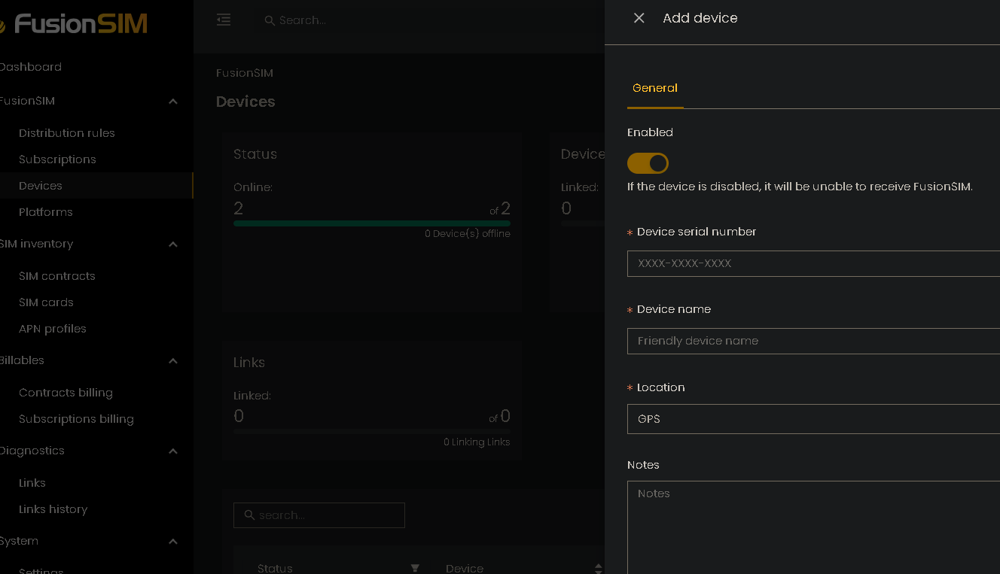 FusionSIM
Dashboard
FusionSIM
Distribution rules
Subscriptions
Devices
Platforms
SIM inventory
SIM contracts
SIM cards
APN profiles
Billables
Contracts billing
Subscriptions billing
Diagnostics
Links
Links history
System
Settings
Search...
FusionSIM
Devices
Status
Online:
2 of 2
0 Device(s) offline
Device
Linked:
0
Links
Linked:
0 of 0
0 Linking Links
search...
Status Device
Add device
General
Enabled
If the device is disabled, it will be unable to receive FusionSIM.
* Device serial number
XXXX-XXXX-XXXX
* Device name
Friendly device name
* Location
GPS
Notes
Notes